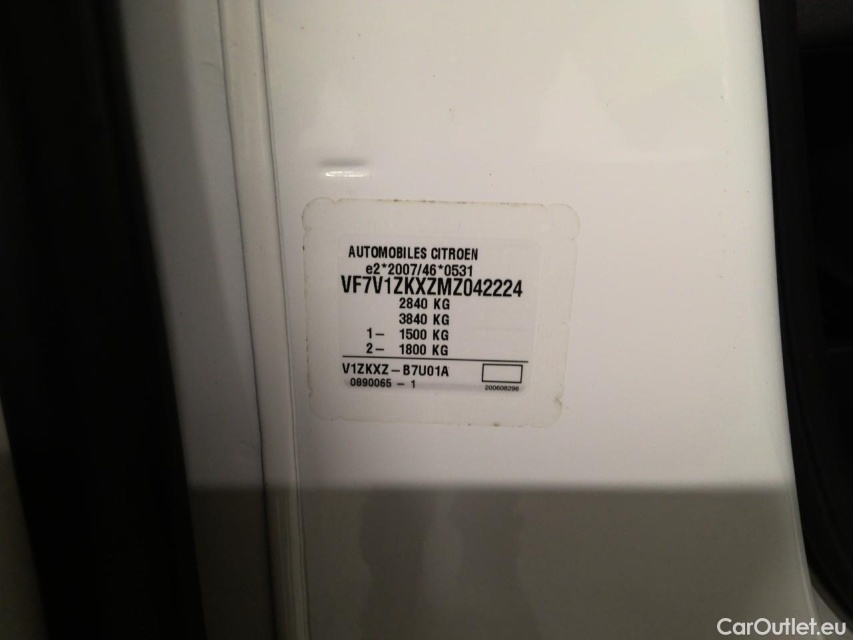 AUTOMOBILES CITROEN
e2*2007/46*0531
VF7V1ZKXZMZ042224
2840 KG
3840 KG
1- 1500 KG
2- 1800 KG
V1ZKXZ-B7U01A
0890065 - 1
200608296
CarOutlet.eu